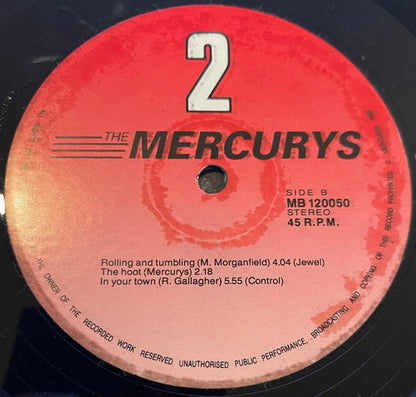 2
THE MERCURYS
SIDE B
MB 120050
STEREO
45 R.P.M.
Rolling and tumbling (M. Morganfield) 4.04 (Jewel)
The hoot (Mercurys) 2.18
In your town (R. Gallagher) 5.55 (Control)
THE OWNER OF THE RECORDED WORK RESERVED. UNAUTHORISED PUBLIC PERFORMANCE, BROADCASTING AND COPYING OF THIS RECORD PROHIBITED